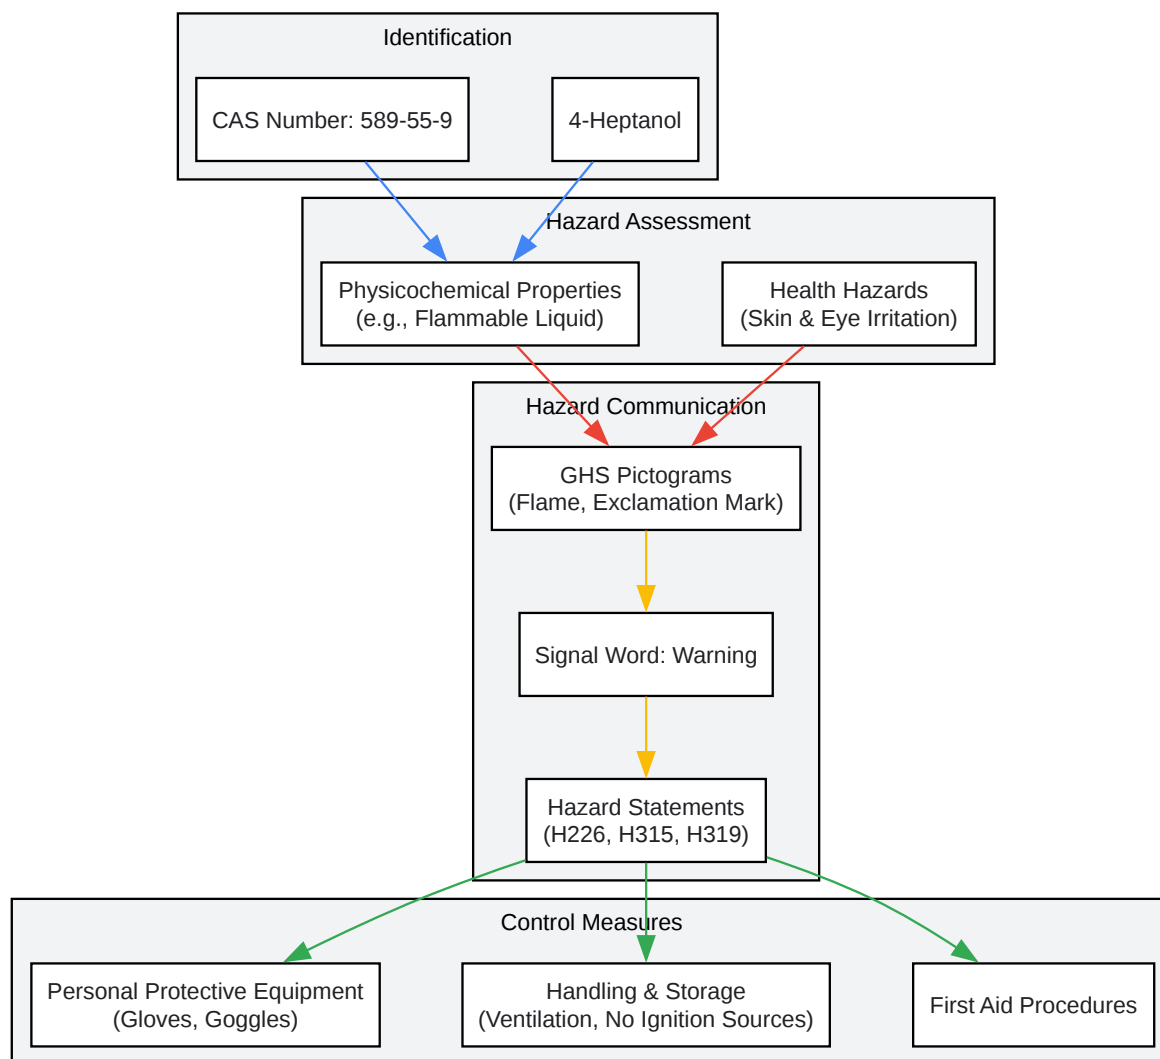 Identification
CAS Number: 589-55-9
4-Heptanol
Hazard Assessment
Physicochemical Properties
(e.g., Flammable Liquid)
Health Hazards
(Skin & Eye Irritation)
Hazard Communication
GHS Pictograms
(Flame, Exclamation Mark)
Signal Word: Warning
Hazard Statements
(H226, H315, H319)
Control Measures
Personal Protective Equipment
(Gloves, Goggles)
Handling & Storage
(Ventilation, No Ignition Sources)
First Aid Procedures